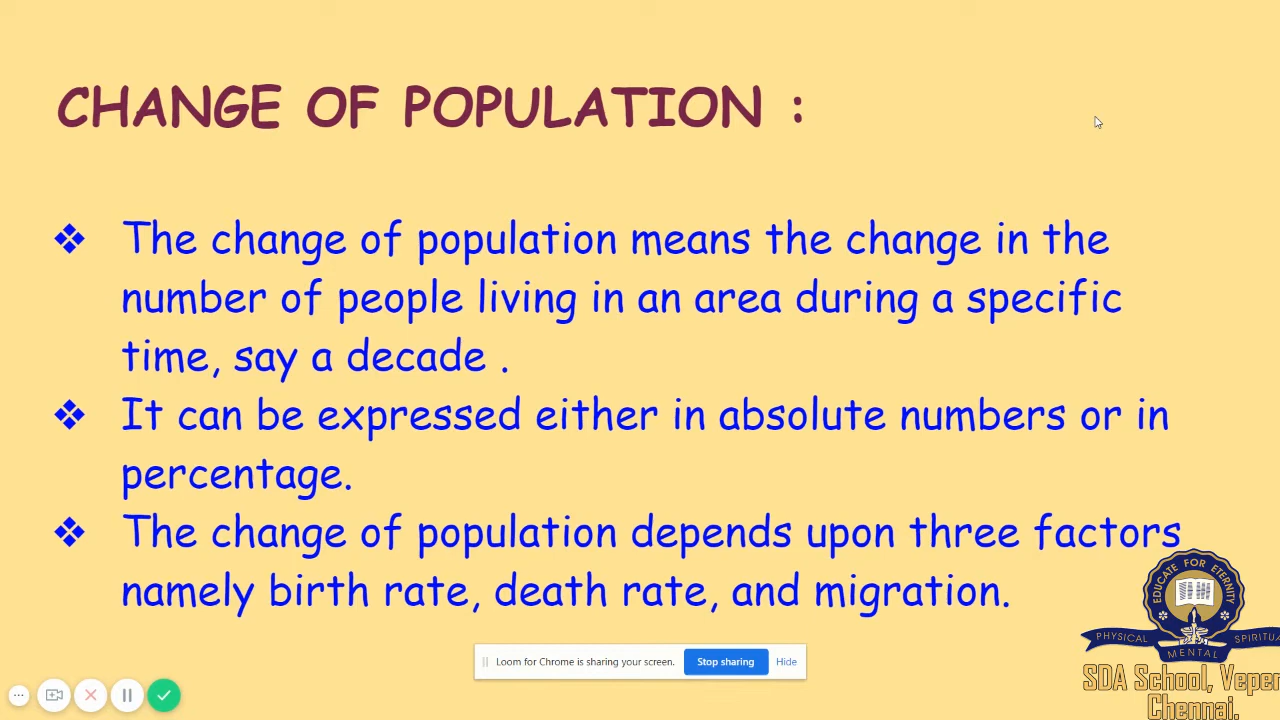 CHANGE OF POPULATION :
❖ The change of population means the change in the
number of people living in an area during a specific
time, say a decade .
❖ It can be expressed either in absolute numbers or in
percentage.
❖ The change of population depends upon three factors
namely birth rate, death rate, and migration.
EDUCATE FOR ETERNITY
PHYSICAL
MENTAL
SDA School,
Chennai.
Loom for Chrome is sharing your screen.
Stop sharing
Hide